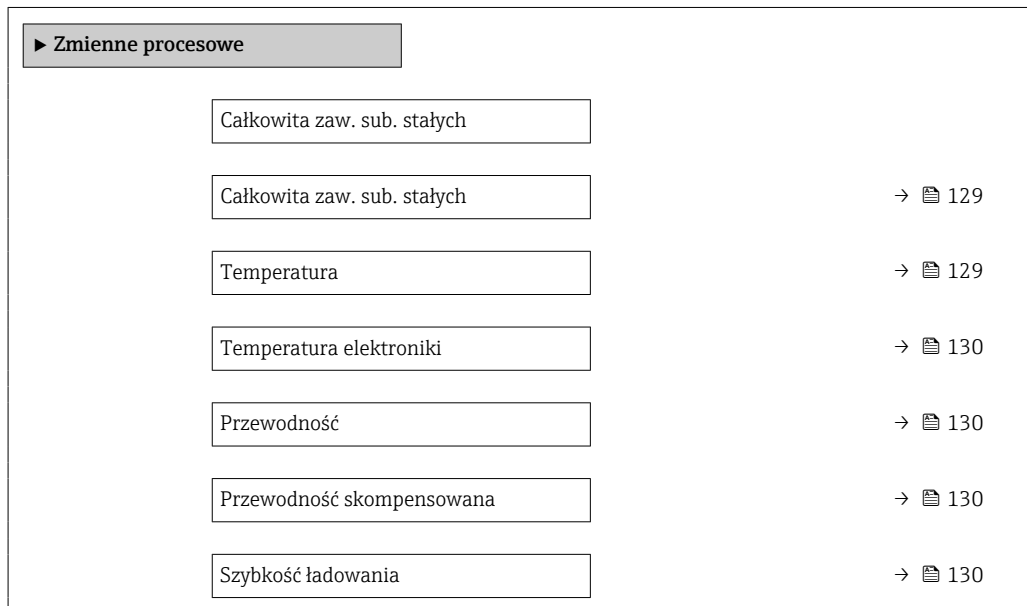 ► Zmienne procesowe
Całkowita zaw. sub. stałych
Całkowita zaw. sub. stałych → 129
Temperatura → 129
Temperatura elektroniki → 130
Przewodność → 130
Przewodność skompensowana → 130
Szybkość ładowania → 130